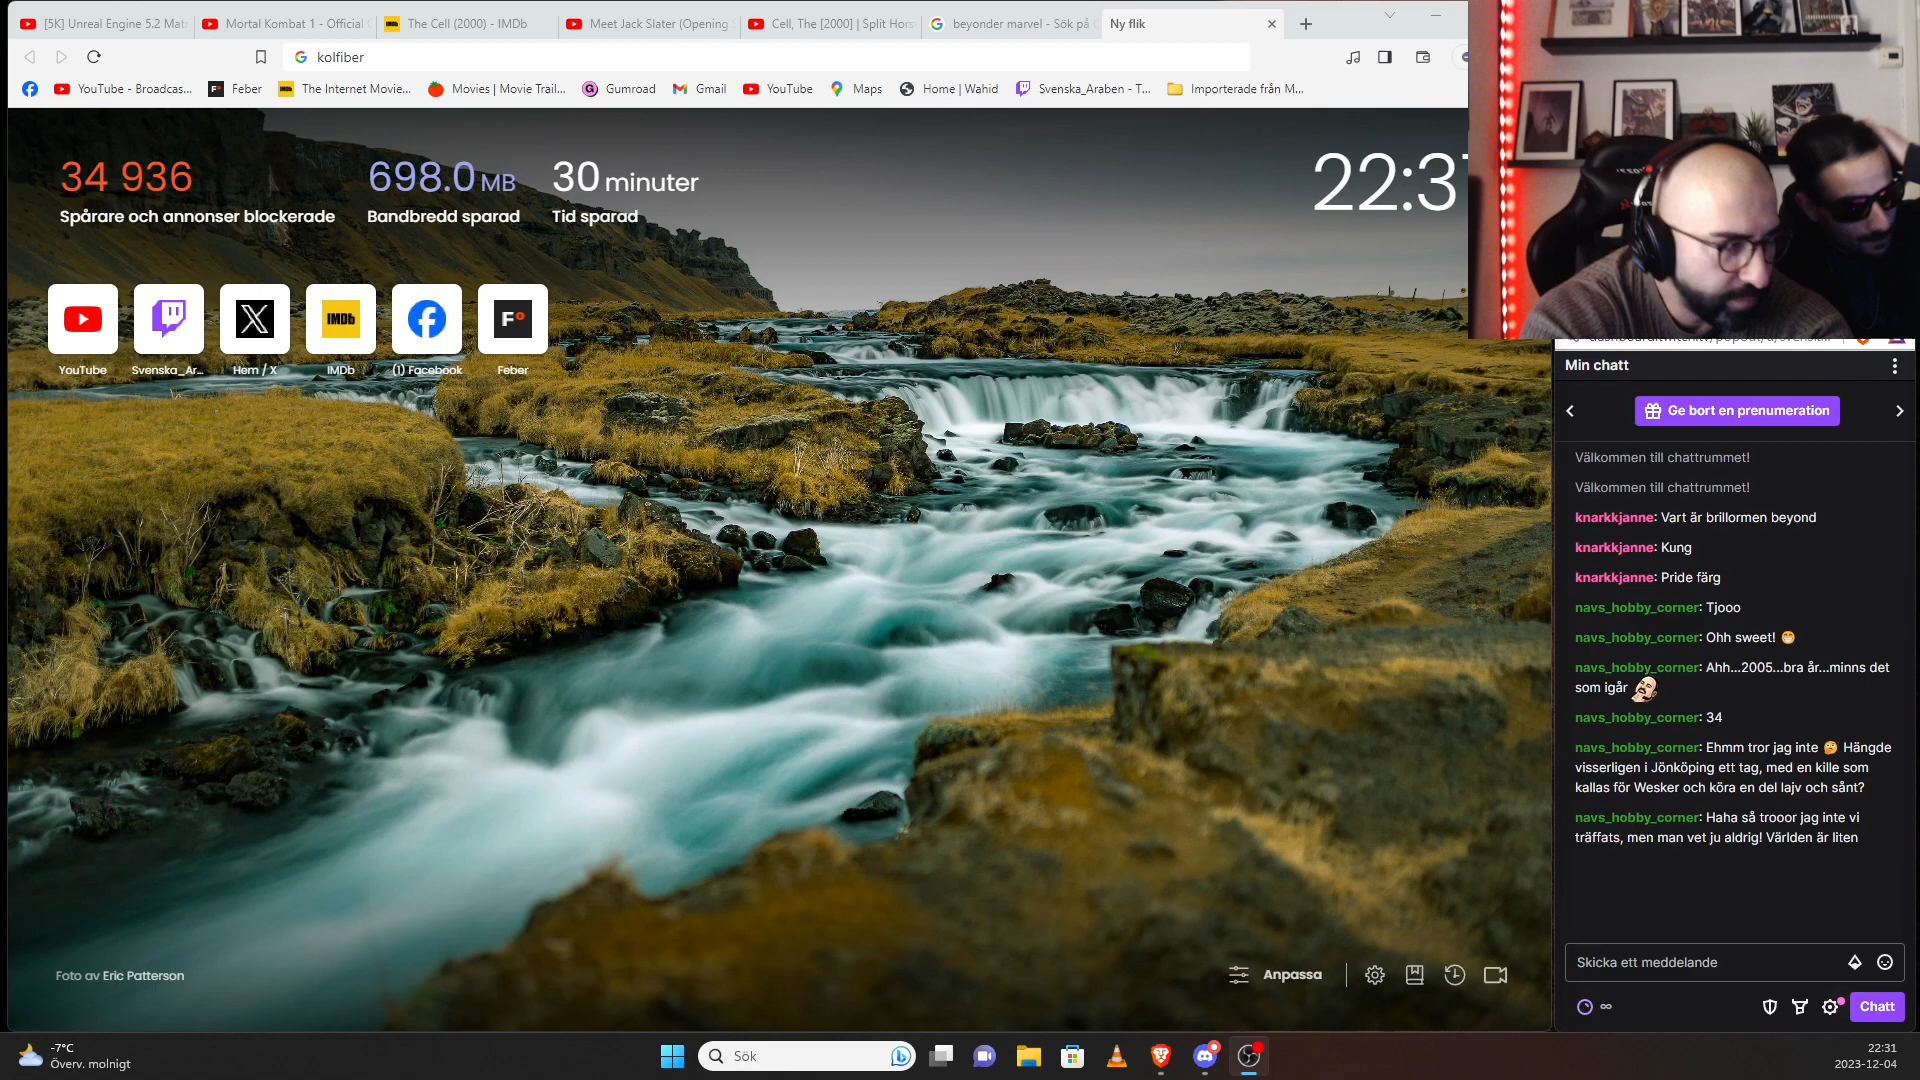 [5K] Unreal Engine 5.2 Mat
Mortal Kombat 1 - Official
The Cell (2000) - IMDb
Meet Jack Slater (Opening
Cell, The [2000] | Split Hors
beyonder marvel - Sök på
Ny flik
kolfiber
YouTube - Broadcas...
Feber
The Internet Movie...
Movies | Movie Trail...
Gumroad
Gmail
YouTube
Maps
Home | Wahid
Svenska_Araben - T...
Importerade från M...
34 936
Spårare och annonser blockerade
698.0 MB
Bandbredd sparad
30 minuter
Tid sparad
22:3
YouTube
Svenska_Ar...
Hem / X
IMDb
IMDb
(1) Facebook
F
Feber
Min chatt
Ge bort en prenumeration
Välkommen till chattrummet!
Välkommen till chattrummet!
knarkkjanne: Vart är brillormen beyond
knarkkjanne: Kung
knarkkjanne: Pride färg
navs_hobby_corner: Tjooo
navs_hobby_corner: Ohh sweet! 😁
navs_hobby_corner: Ahh...2005...bra år...minns det
som igår
navs_hobby_corner: 34
navs_hobby_corner: Ehmm tror jag inte 🤔 Hängde
visserligen i Jönköping ett tag, med en kille som
kallas för Wesker och köra en del lajv och sånt?
navs_hobby_corner: Haha så trooor jag inte vi
träffats, men man vet ju aldrig! Världen är liten
Skicka ett meddelande
Chatt
Foto av Eric Patterson
Anpassa
-7°C
Överv. molnigt
Sök
22:31
2023-12-04